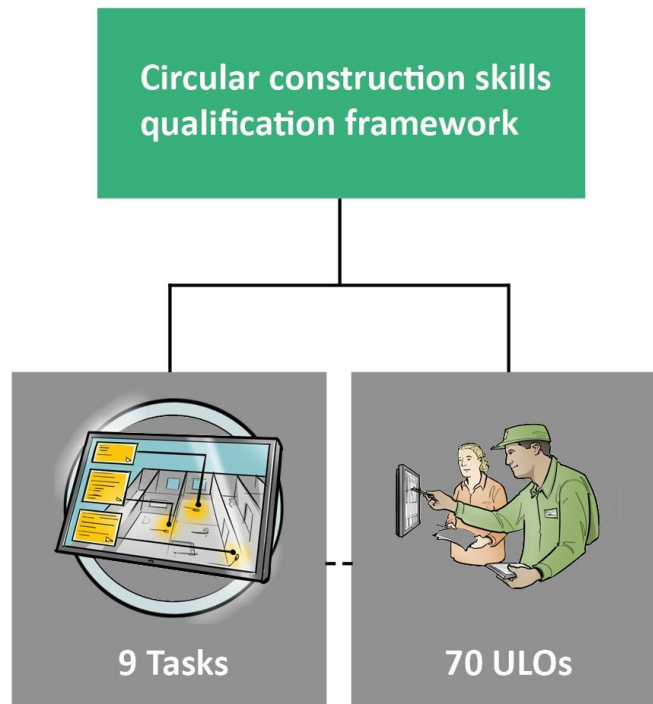 Circular construction skills
qualification framework
9 Tasks
70 ULOs